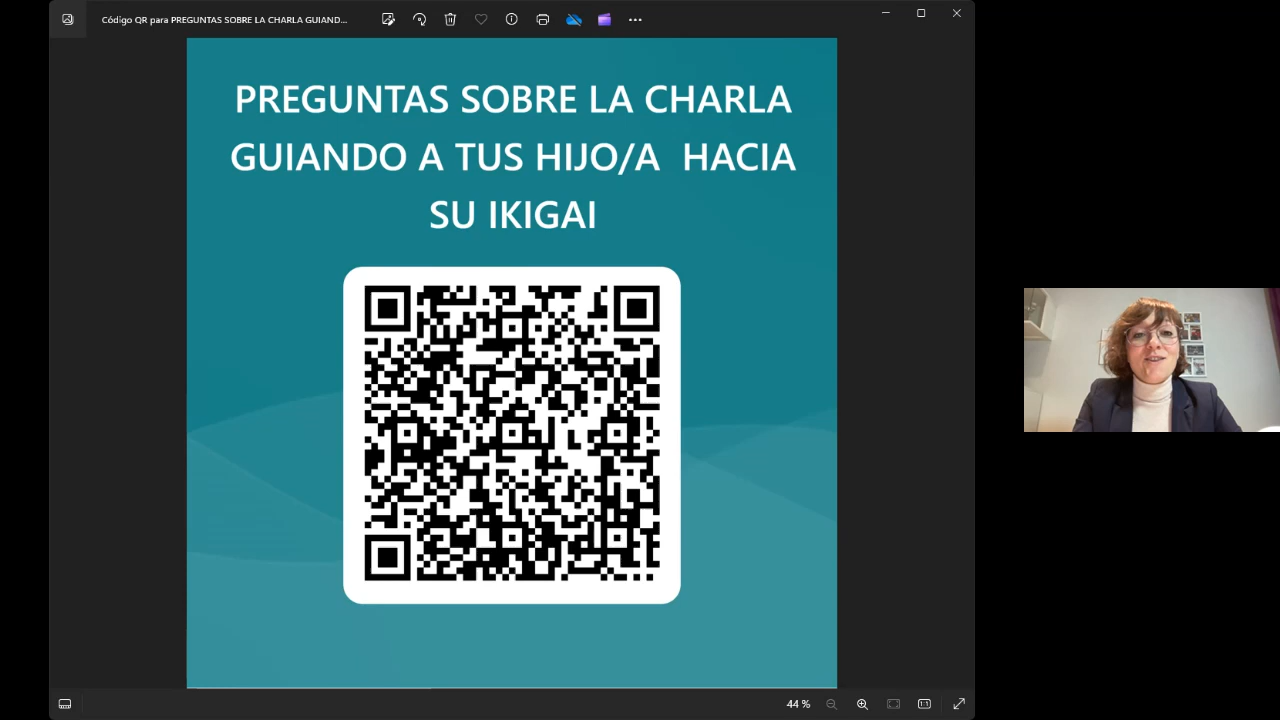 Código QR para PREGUNTAS SOBRE LA CHARLA GUIAND...
PREGUNTAS SOBRE LA CHARLA
GUIANDO A TUS HIJO/A HACIA
SU IKIGAI
44 %